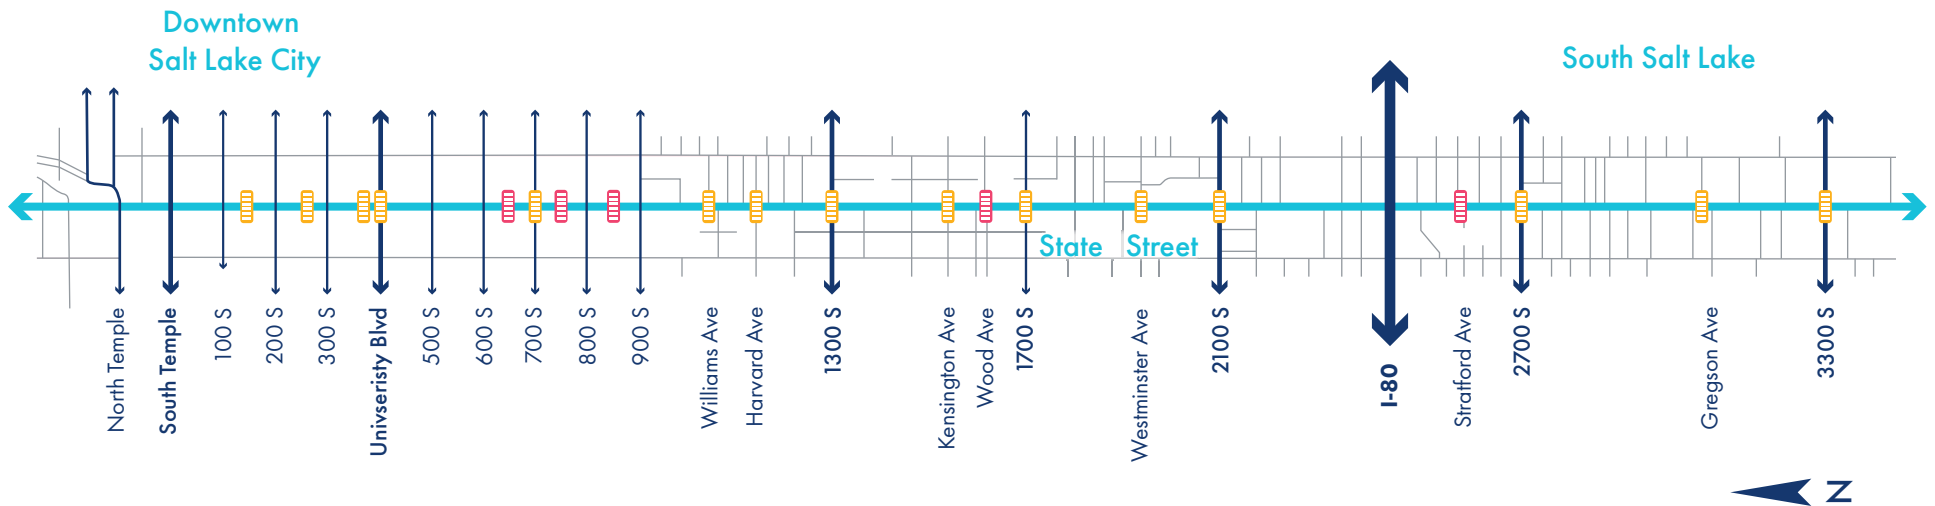 Downtown
Salt Lake City
South Salt Lake
State Street
North Temple
South Temple
100 S
200 S
300 S
Univseristy Blvd
500 S
600 S
700 S
800 S
900 S
Williams Ave
Harvard Ave
1300 S
Kensington Ave
Wood Ave
1700 S
Westminster Ave
2100 S
I-80
Stratford Ave
2700 S
Gregson Ave
3300 S
N